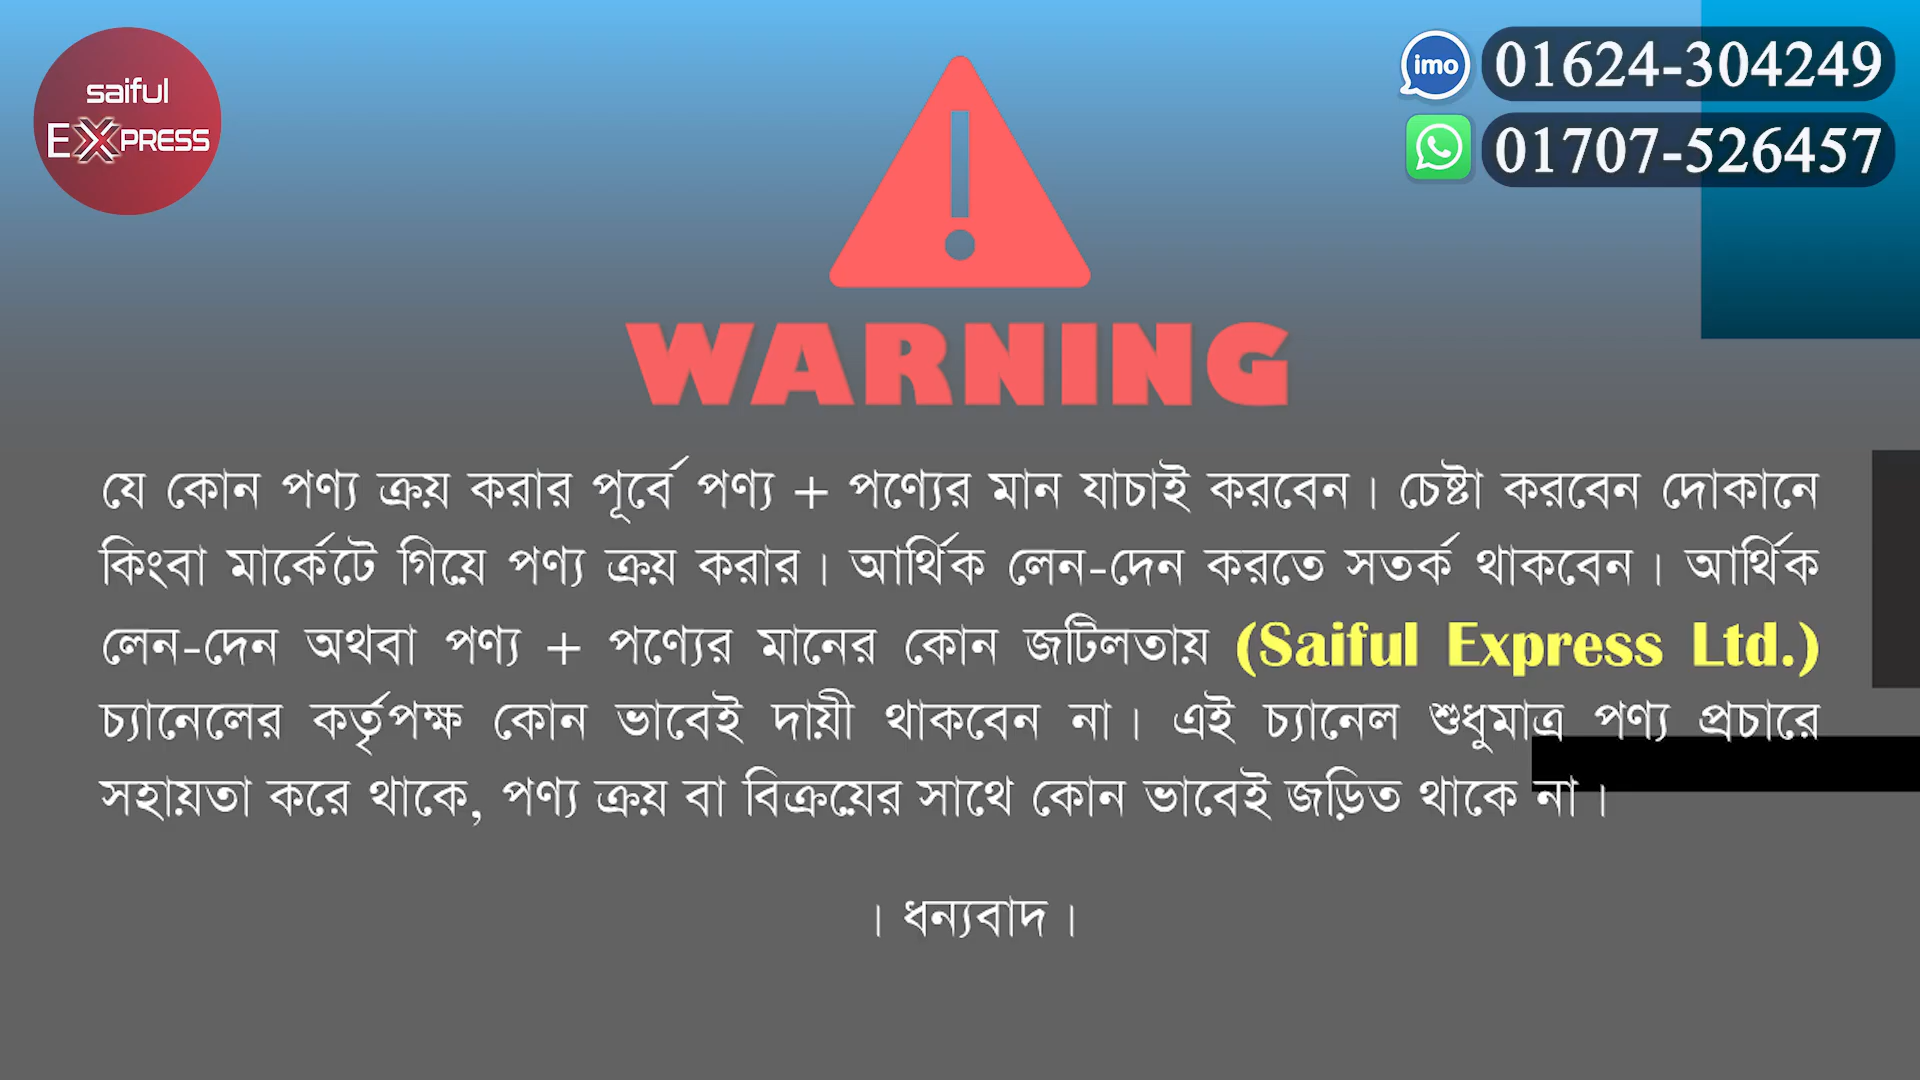 saiful
EXPRESS
imo 01624-304249
01707-526457
WARNING
যে কোন পণ্য ক্রয় করার পূর্বে পণ্য + পণ্যের মান যাচাই করবেন। চেষ্টা করবেন দোকানে
কিংবা মার্কেটে গিয়ে পণ্য ক্রয় করার। আর্থিক লেন-দেন করতে সতর্ক থাকবেন। আর্থিক
লেন-দেন অথবা পণ্য + পণ্যের মানের কোন জটিলতায় (Saiful Express Ltd.)
চ্যানেলের কর্তৃপক্ষ কোন ভাবেই দায়ী থাকবেন না। এই চ্যানেল শুধুমাত্র পণ্য প্রচারে
সহায়তা করে থাকে, পণ্য ক্রয় বা বিক্রয়ের সাথে কোন ভাবেই জড়িত থাকে না।
। ধন্যবাদ ।